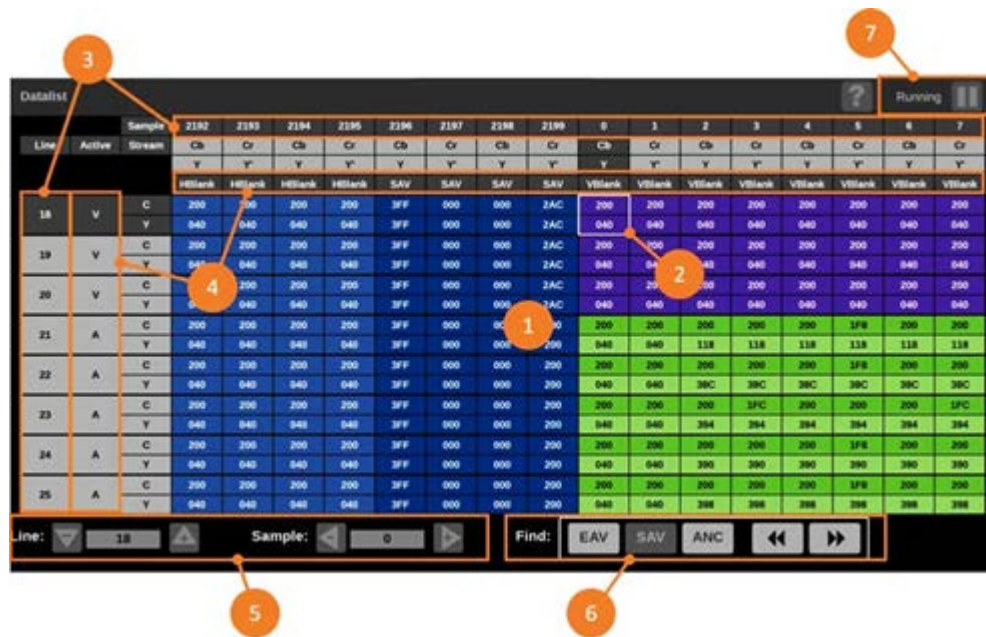 7
3
Datalist ? Running
Sample 2192 2193 2194 2195 2196 2197 2198 2199 0 1 2 3 4 5 6 7
Line Active Stream Cb Cr Cb Cr Cb Cr Cb Cr Cb Cr Cb Cr Cb Cr Cb Cr
Y Y' Y Y' Y Y' Y Y' Y Y' Y Y' Y Y' Y Y'
HBlank HBlank HBlank HBlank SAV SAV SAV SAV VBlank VBlank VBlank VBlank VBlank VBlank VBlank VBlank
18 V C 200 200 200 200 3FF 000 000 2AC 200 200 200 200 200 200 200 200
Y 040 040 040 040 3FF 000 000 2AC 040 040 040 040 040 040 040 040
19 V C 200 200 200 200 3FF 000 000 2AC 200 200 200 200 200 200 200
Y 040 040 040 3FF 000 000 2AC 040 040 040 040 040 040
4 2
20 V C 200 200 200 3FF 000 000 2AC 200 200 200 200 200 200 200 200
Y 040 040 040 040 3FF 000 000 2AC 040 040 040 040 040 040 040 040
1
21 A C 200 200 200 200 3FF 000 200 200 200 200 200 1F8 200 200
Y 040 040 040 040 3FF 000 200 040 040 118 118 118 118 118 118
22 A C 200 200 200 200 3FF 000 000 200 200 200 200 200 200 1F8 200 200
Y 040 040 040 040 3FF 000 000 200 040 040 38C 38C 38C 38C 38C 38C
23 A C 200 200 200 200 3FF 000 000 200 200 200 200 1FC 200 200 200 1FC
Y 040 040 040 040 3FF 000 000 200 040 040 394 394 394 394 394 394
24 A C 200 200 200 200 3FF 000 000 200 200 200 200 200 200 1F8 200 200
Y 040 040 040 040 3FF 000 000 200 040 040 390 390 390 390 390 390
25 A C 200 200 200 200 3FF 000 000 200 200 200 200 200 200 1F8 200 200
Y 040 040 040 040 3FF 000 000 200 040 040 398 398 398 398 398 398
Line: 18 Sample: 0 Find: EAV SAV ANC
5 6